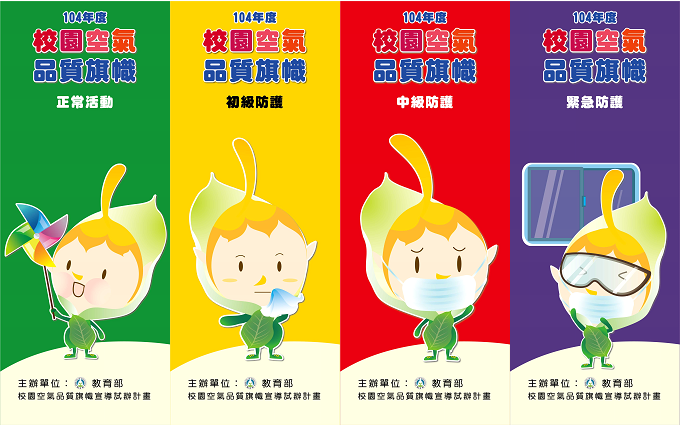 104年度
校園空氣
品質旗幟
正常活動
主辦單位： 教育部
校園空氣品質旗幟宣導試辦計畫
104年度
校園空氣
品質旗幟
初級防護
主辦單位： 教育部
校園空氣品質旗幟宣導試辦計畫
104年度
校園空氣
品質旗幟
中級防護
主辦單位： 教育部
校園空氣品質旗幟宣導試辦計畫
104年度
校園空氣
品質旗幟
緊急防護
主辦單位： 教育部
校園空氣品質旗幟宣導試辦計畫